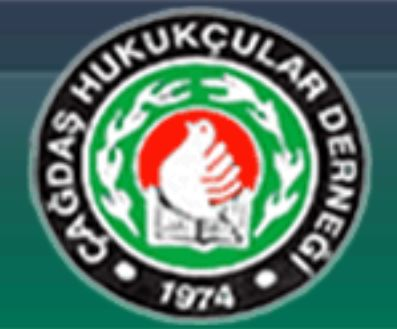 ÇAĞDAŞ HUKUKÇULAR DERNEĞİ
1974